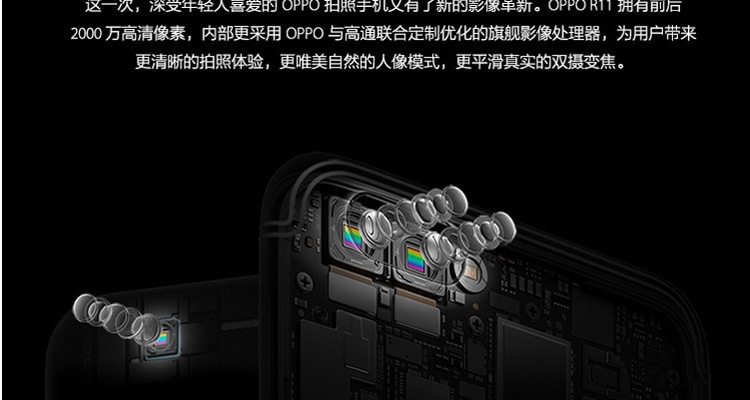 这一次，深受年轻人喜爱的 OPPO 拍照手机又有了新的影像革新。OPPO R11 拥有前后
2000 万高清像素，内部更采用 OPPO 与高通联合定制优化的旗舰影像处理器，为用户带来
更清晰的拍照体验，更唯美自然的人像模式，更平滑真实的双摄变焦。